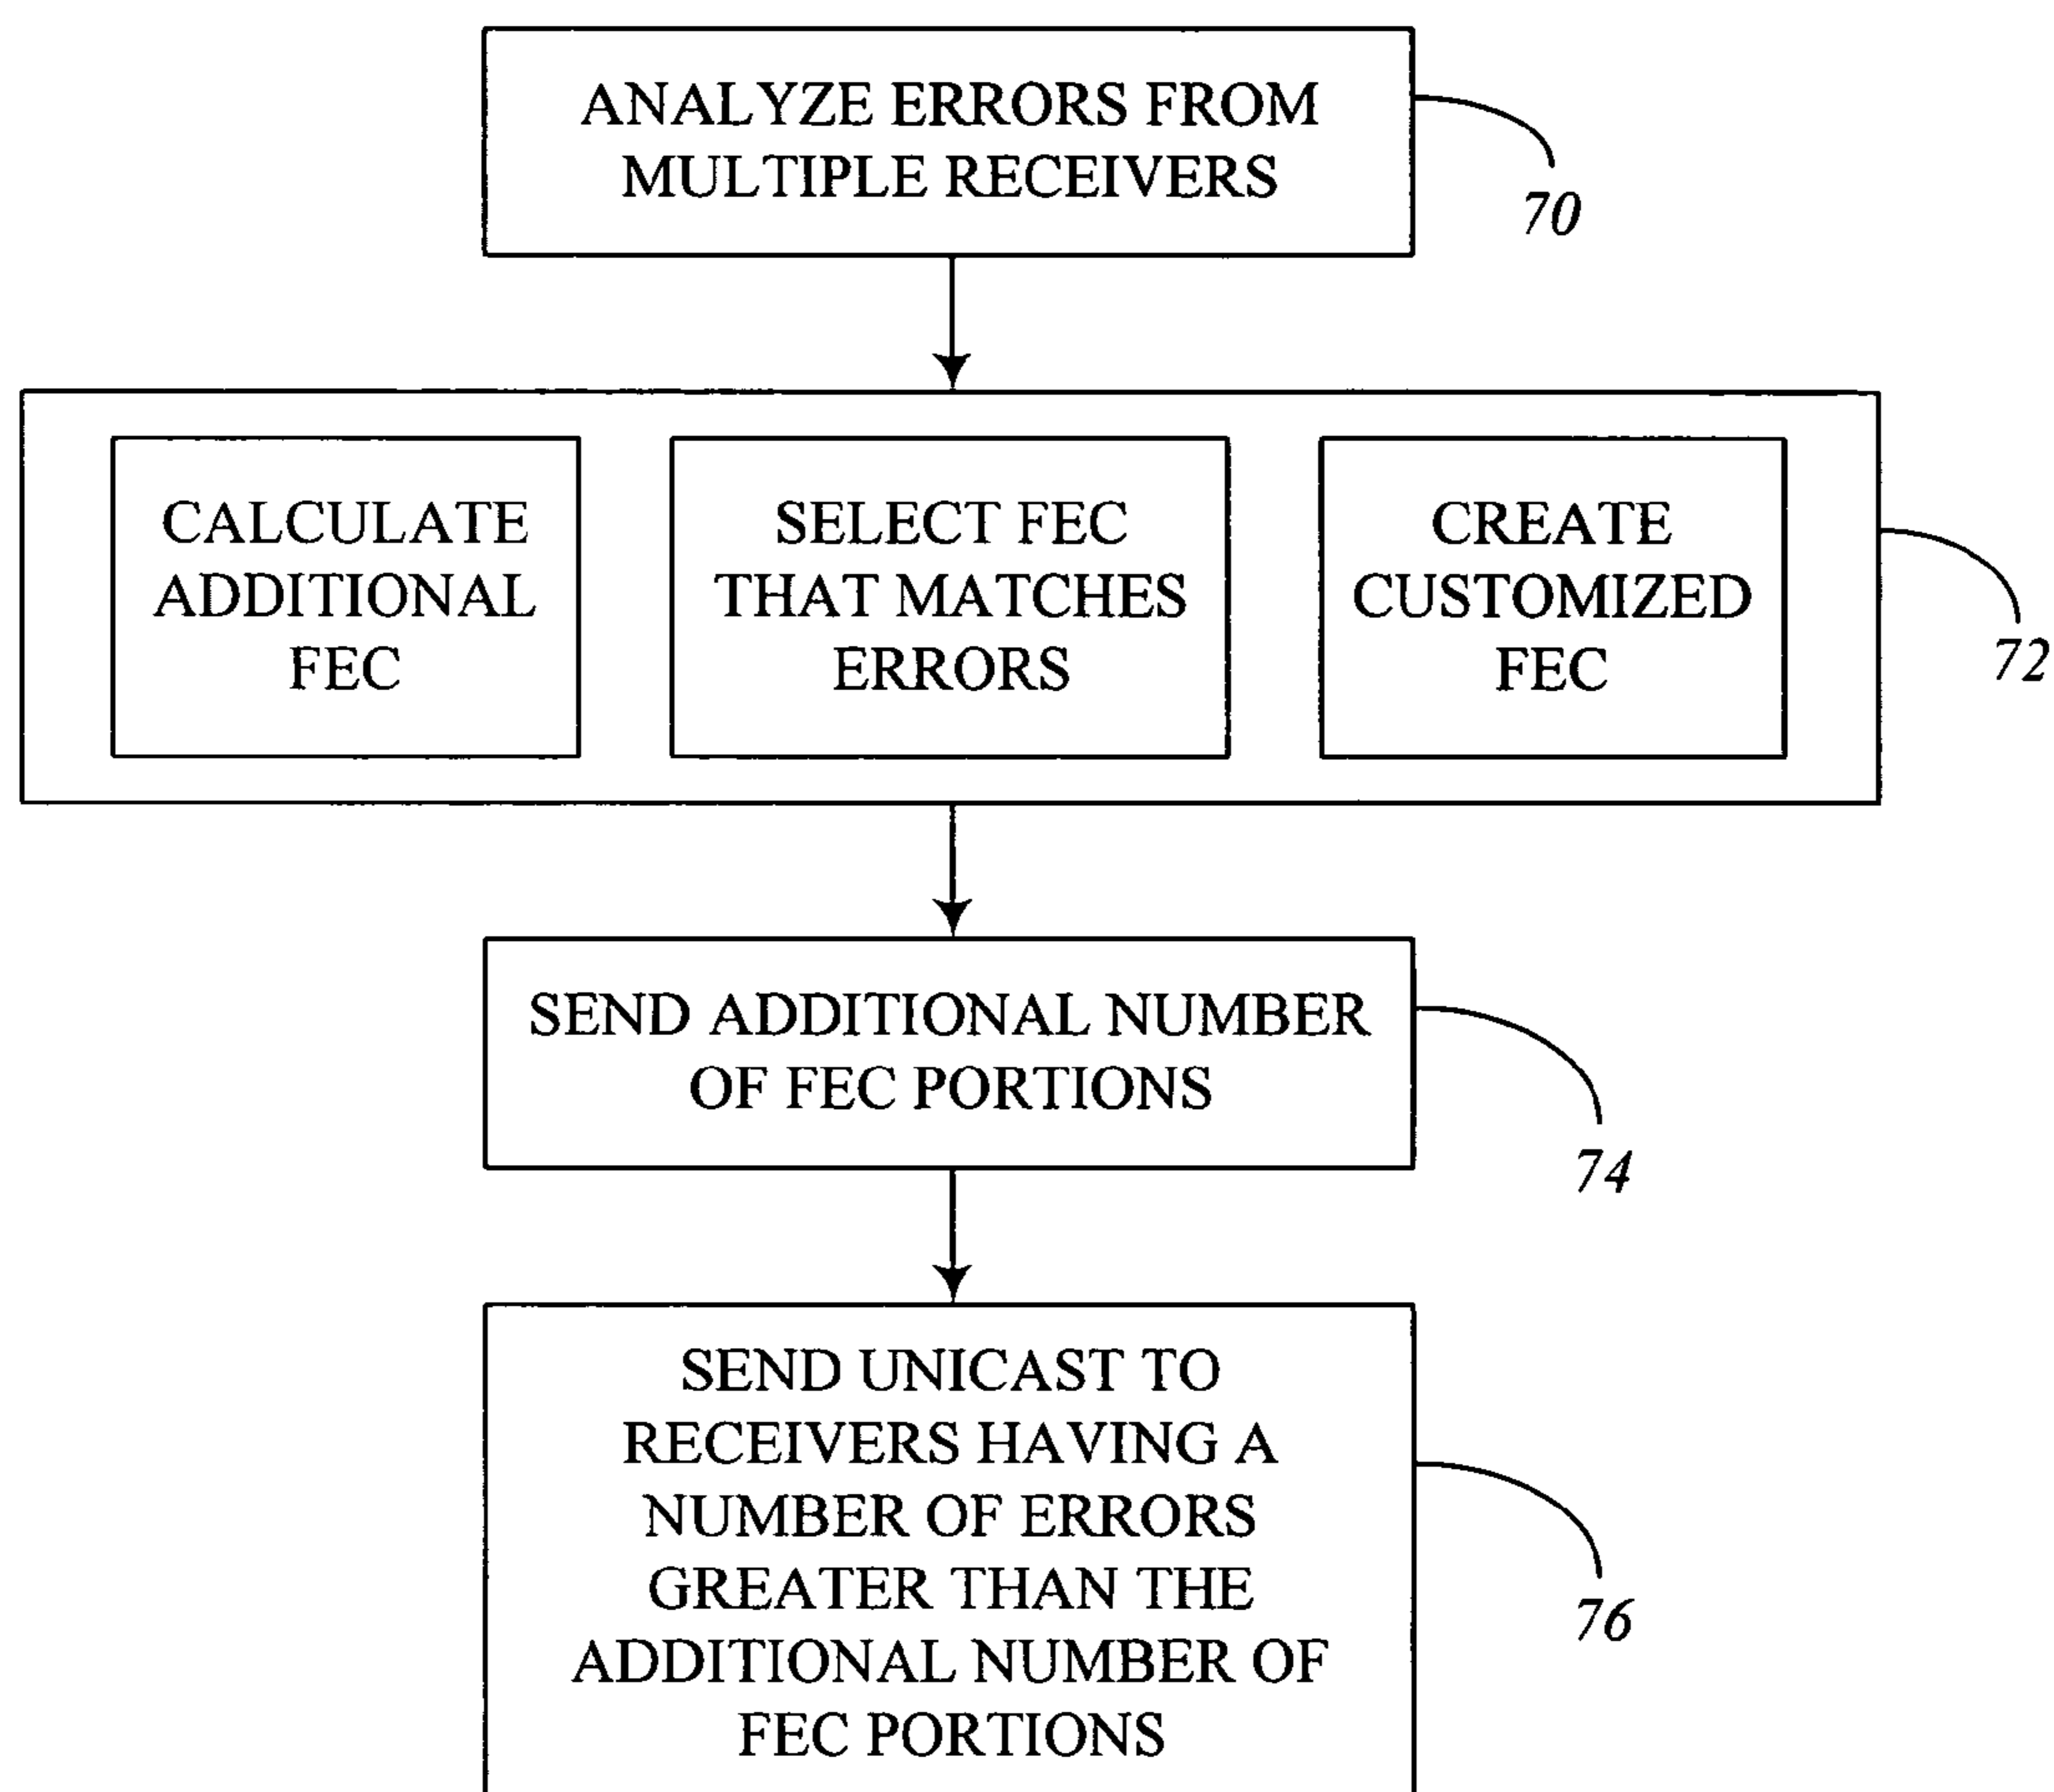 ANALYZE ERRORS FROM
MULTIPLE RECEIVERS
70
CALCULATE
ADDITIONAL
FEC
SELECT FEC
THAT MATCHES
ERRORS
CREATE
CUSTOMIZED
FEC
72
SEND ADDITIONAL NUMBER
OF FEC PORTIONS
74
SEND UNICAST TO
RECEIVERS HAVING A
NUMBER OF ERRORS
GREATER THAN THE
ADDITIONAL NUMBER OF
FEC PORTIONS
76